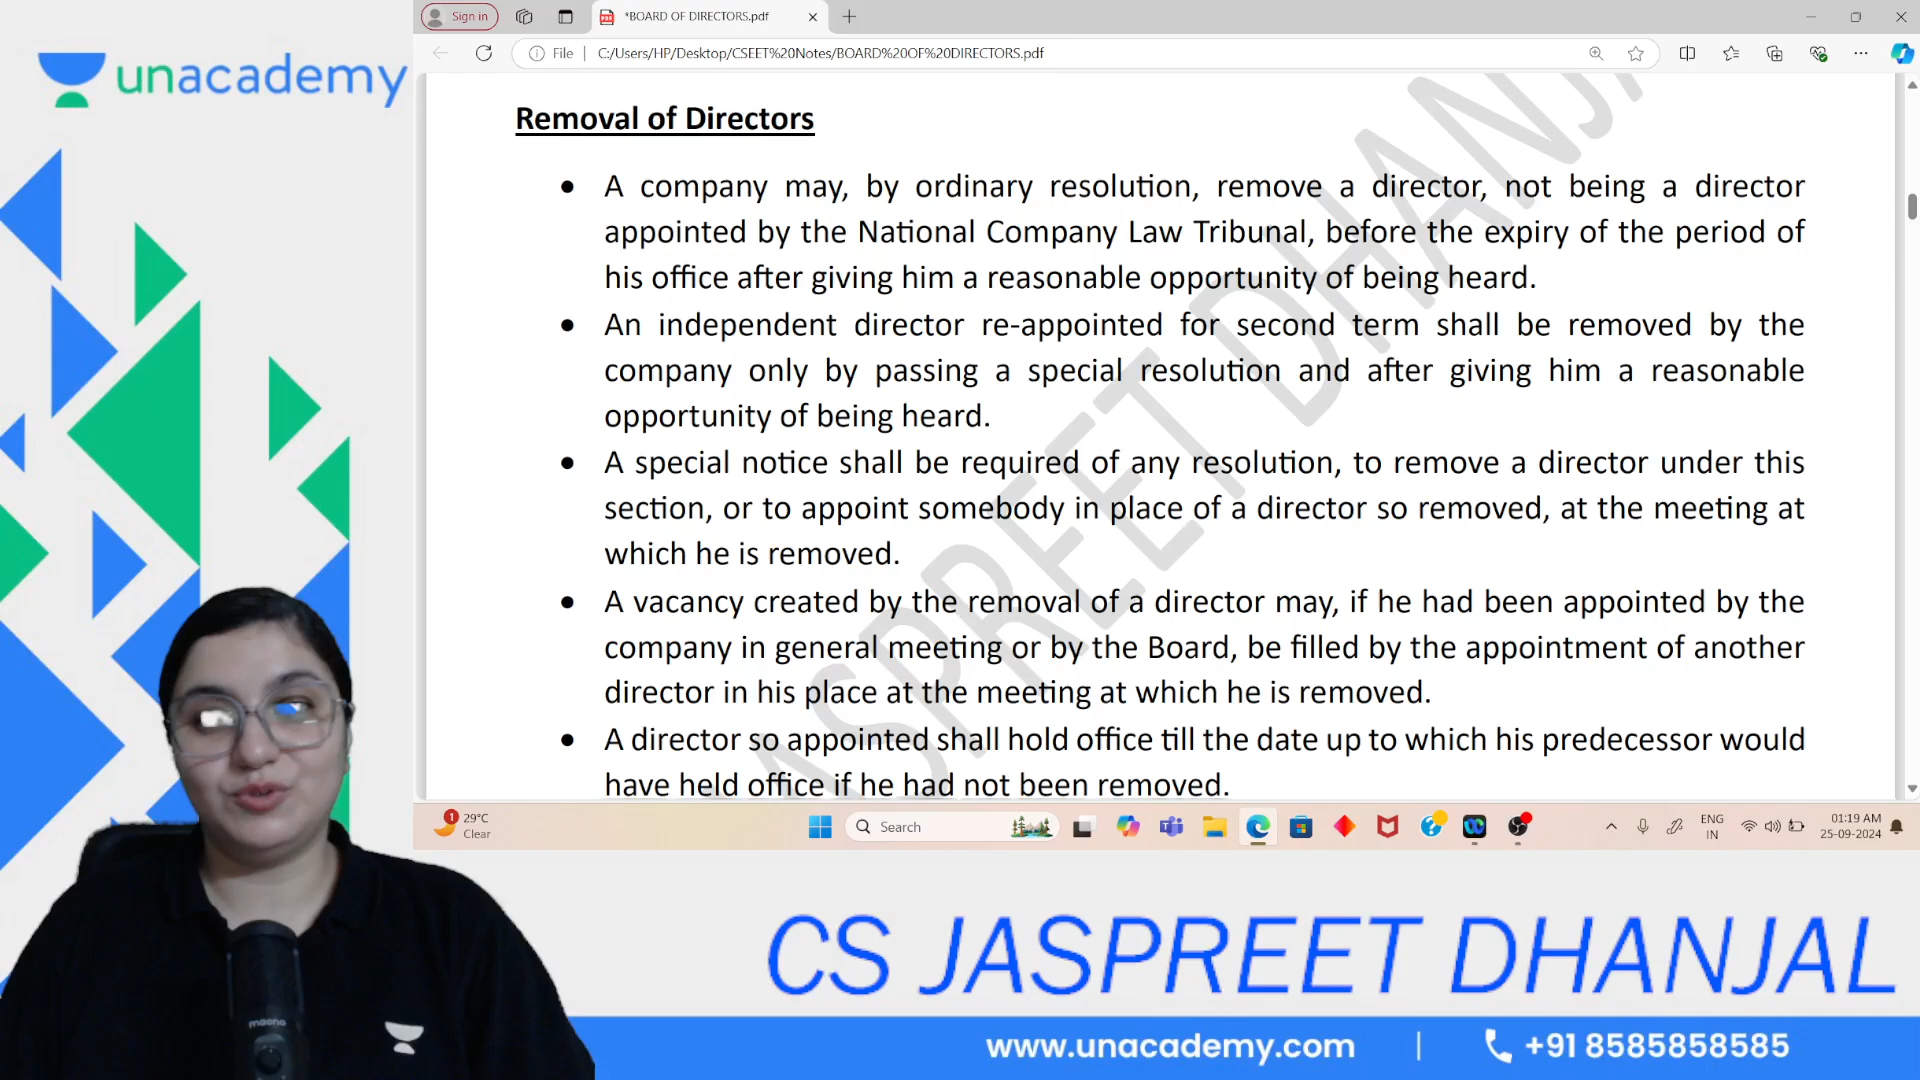 unacademy
Sign in
*BOARD OF DIRECTORS.pdf
File
C:/Users/HP/Desktop/CSEET%20Notes/BOARD%20OF%20DIRECTORS.pdf
Removal of Directors
• A company may, by ordinary resolution, remove a director, not being a director
appointed by the National Company Law Tribunal, before the expiry of the period of
his office after giving him a reasonable opportunity of being heard.
• An independent director re-appointed for second term shall be removed by the
company only by passing a special resolution and after giving him a reasonable
opportunity of being heard.
• A special notice shall be required of any resolution, to remove a director under this
section, or to appoint somebody in place of a director so removed, at the meeting at
which he is removed.
• A vacancy created by the removal of a director may, if he had been appointed by the
company in general meeting or by the Board, be filled by the appointment of another
director in his place at the meeting at which he is removed.
• A director so appointed shall hold office till the date up to which his predecessor would
have held office if he had not been removed.
ASPREET DHANJA
1
29°C
Clear
Search
ENG
IN
01:19 AM
25-09-2024
maono
CS JASPREET DHANJAL
www.unacademy.com | +91 8585858585